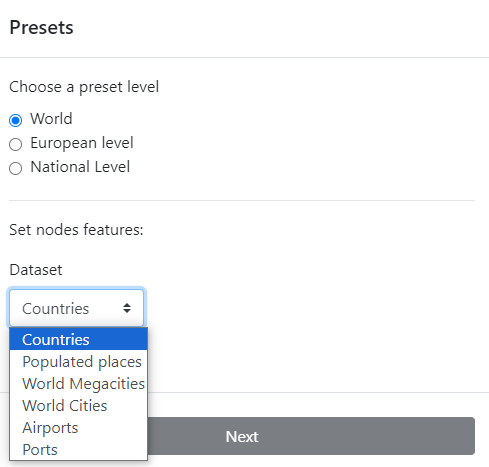 Presets
Choose a preset level
World
European level
National Level
Set nodes features:
Dataset
Countries
Countries
Populated places
World Megacities
World Cities
Airports
Ports
Next